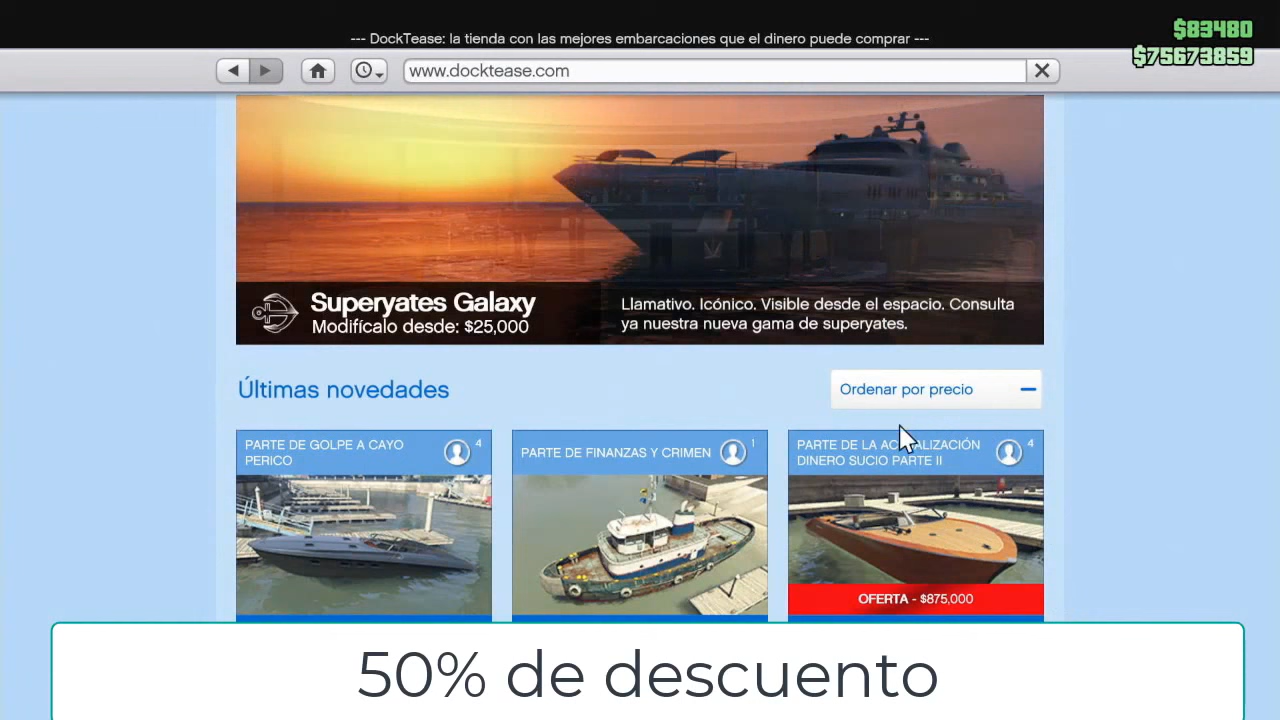 --- DockTease: la tienda con las mejores embarcaciones que el dinero puede comprar ---
$83480
$75673859
www.docktease.com
Superyates Galaxy
Modifícalo desde: $25,000
Llamativo. Icónico. Visible desde el espacio. Consulta
ya nuestra nueva gama de superyates.
Últimas novedades
Ordenar por precio
PARTE DE GOLPE A CAYO
PERICO
4
PARTE DE FINANZAS Y CRIMEN
1
PARTE DE LA ACTUALIZACIÓN
DINERO SUCIO PARTE II
4
OFERTA - $875,000
50% de descuento